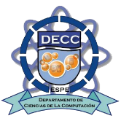 DECC
ESPE
DEPARTAMENTO DE
CIENCIAS DE LA COMPUTACIÓN